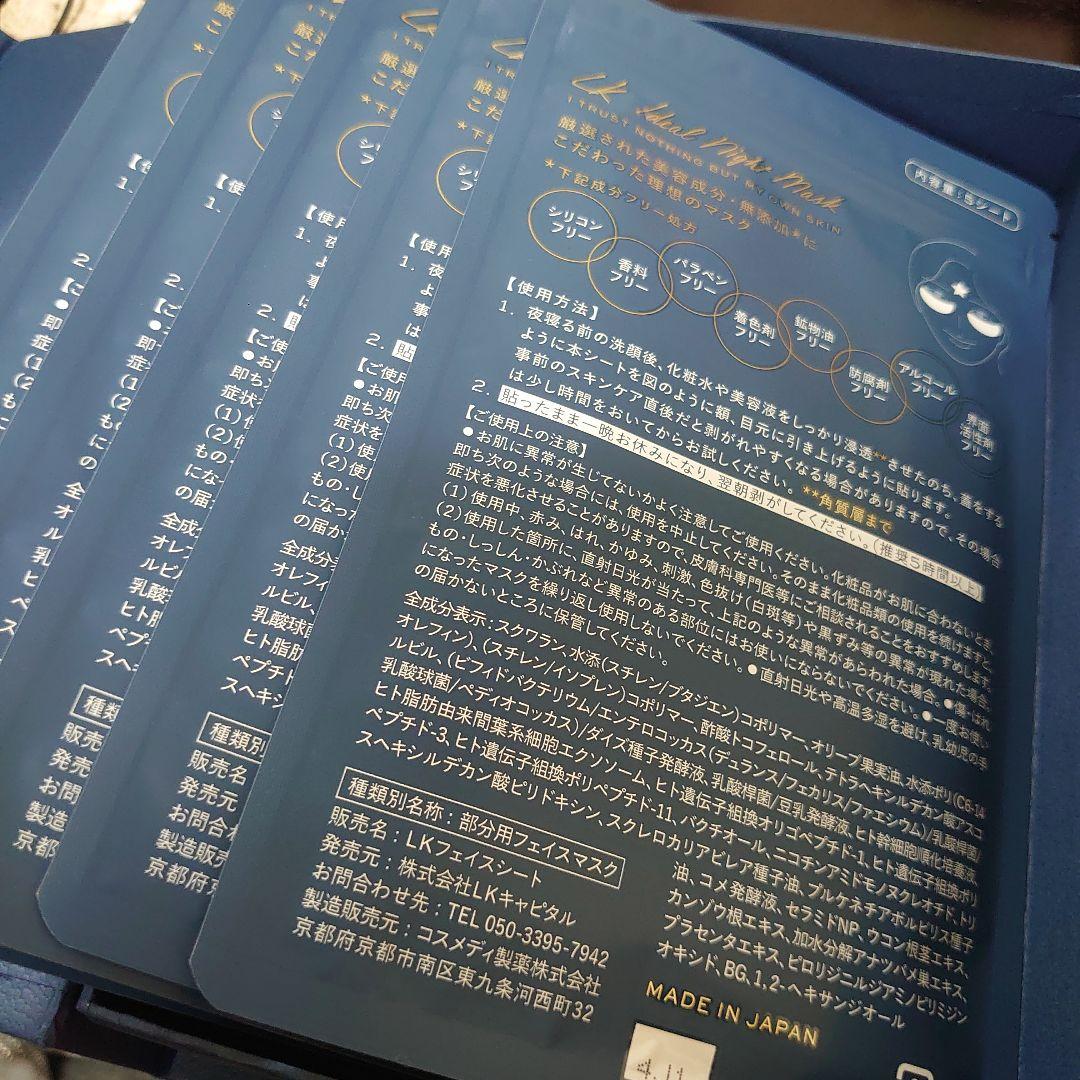 LK Ideal Night Mask
I TRUST NOTHING BUT MY OWN SKIN
厳選された美容成分・無添加*に
こだわった理想のマスク
*下記成分フリー処方
内容量:5シート
シリコン
フリー
香料
フリー
パラベン
フリー
着色剤
フリー
鉱物油
フリー
防腐剤
フリー
アルコール
フリー
界面
活性剤
フリー
【使用方法】
1. 夜寝る前の洗顔後、化粧水や美容液をしっかり浸透**させたのち、蓋をする
ように本シートを図のように額、目元に引き上げるように貼ります。
事前のスキンケア直後だと剥がれやすくなる場合がありますので、その場合
は少し時間をおいてからお試しください。 **角質層まで
2. 貼ったまま一晩お休みになり、翌朝剥がしてください。(推奨5時間以上)
【ご使用上の注意】
●お肌に異常が生じてないかよく注意してご使用ください。化粧品がお肌に合わないとき、
即ち次のような場合には、使用を中止してください。そのまま化粧品類の使用を続けますと、
症状を悪化させることがありますので、皮膚科専門医等にご相談されることをおすすめします。
(1)使用中、赤み、はれ、かゆみ、刺激、色抜け(白斑等)や黒ずみ等の異常が現れた場合。
(2)使用した箇所に、直射日光が当たって、上記のような異常があらわれた場合。●傷・はれ
もの・しっしん・かぶれなど異常のある部位にはお使いにならないでください。●一度お使い
になったマスクを繰り返し使用しないでください。●直射日光や高温多湿を避け、乳幼児の手
の届かないところに保管してください。
全成分表示:スクワラン、水添(スチレン/ブタジエン)コポリマー、オリーブ果実油、水添ポリ(C6-14
オレフィン)、(スチレン/イソプレン)コポリマー、酢酸トコフェロール、テトラヘキシルデカン酸アスコ
ルビル、(ビフィドバクテリウム/エンテロコッカス(デュランス/フェカリス/ファエシウム)/乳酸桿菌/
乳酸球菌/ペディオコッカス)/ダイズ種子発酵液、乳酸桿菌/豆乳発酵液、ヒト幹細胞順化培養液、
ヒト脂肪由来間葉系細胞エクソソーム、ヒト遺伝子組換オリゴペプチド-1、ヒト遺伝子組換ポリ
ペプチド-3、ヒト遺伝子組換ポリペプチド-11、バクチオール、ニコチンアミドモノヌクレオチド、トリ
スヘキシルデカン酸ピリドキシン、スクレロカリアビレア種子油、プルケネチアボルビリス種子
油、コメ発酵液、セラミドNP、ウコン根茎エキス、
カンゾウ根エキス、加水分解アナツバメ巣エキス、
プラセンタエキス、ピロリジニルジアミノピリミジン
オキシド、BG、1,2-ヘキサンジオール
種類別名称:部分用フェイスマスク
販売名:LKフェイスシート
発売元:株式会社LKキャピタル
お問合わせ先:TEL 050-3395-7942
製造販売元:コスメディ製薬株式会社
京都府京都市南区東九条河西町32
MADE IN JAPAN